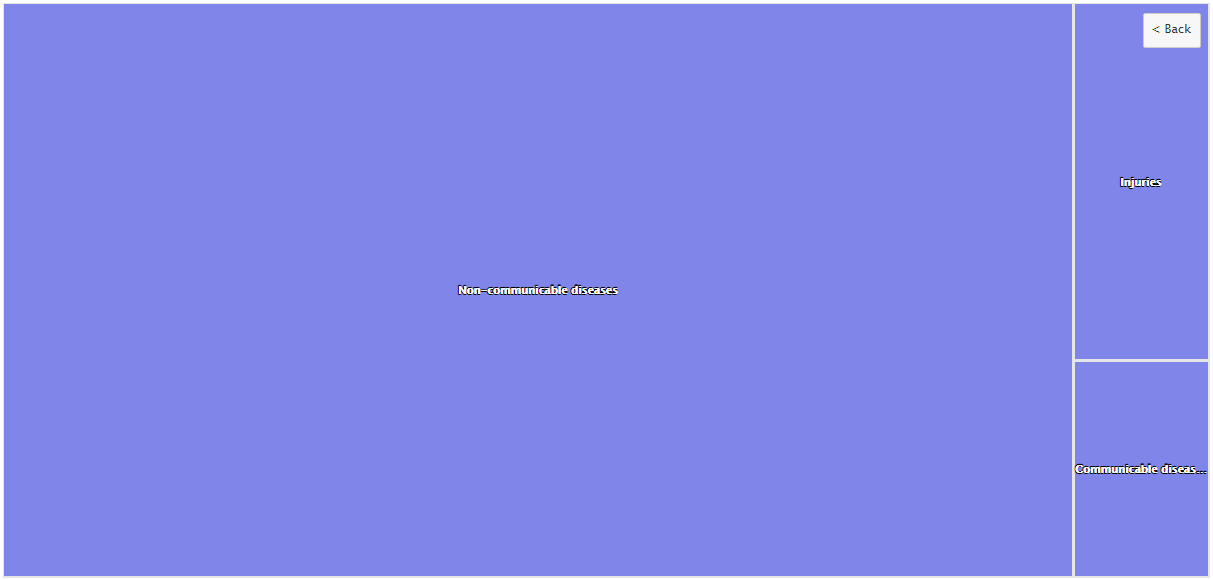 < Back
Injuries
Non-communicable diseases
Communicable diseas...